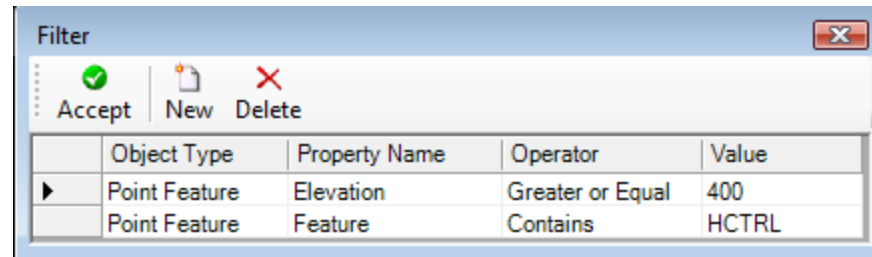 Filter
Accept New Delete
Object Type Property Name Operator Value
Point Feature Elevation Greater or Equal 400
Point Feature Feature Contains HCTRL